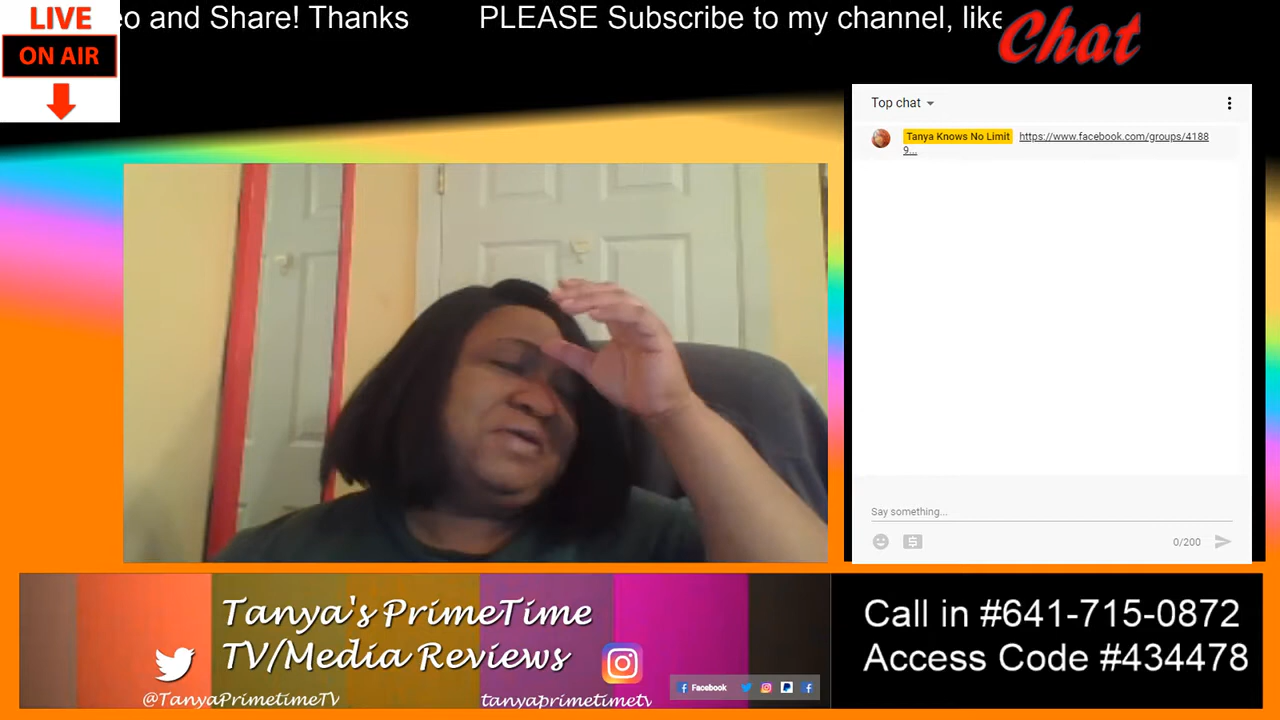 LIVE
ON AIR
eo and Share! Thanks PLEASE Subscribe to my channel, like
Chat
Top chat
Tanya Knows No Limit https://www.facebook.com/groups/4188
9...
Say something...
0/200
Tanya's PrimeTime
TV/Media Reviews
@TanyaPrimetimeTV
tanyaprimetimetv
Facebook
Call in #641-715-0872
Access Code #434478